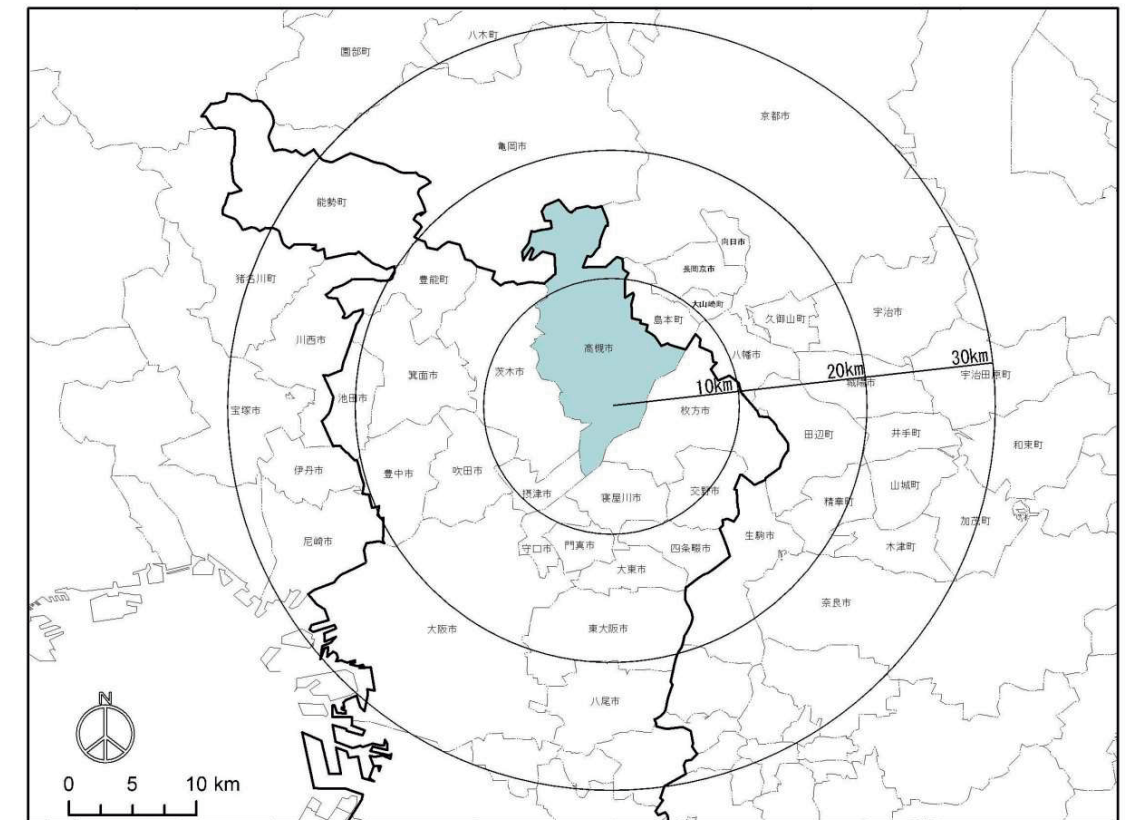 八木町
園部町
京都市
亀岡市
能勢町
向日市
長岡京市
豊能町
猪名川町
大山崎町
島本町
久御山町
宇治市
川西市
高槻市
八幡市
30km
茨木市
箕面市
20km
宇治田原町
10km
城陽市
池田市
宝塚市
枚方市
田辺町
井手町
和束町
伊丹市
豊中市
吹田市
山城町
摂津市
寝屋川市
交野市
精華町
加茂町
尼崎市
生駒市
守口市
門真市
四条畷市
木津町
大東市
奈良市
大阪市
東大阪市
八尾市
N
0 5 10 km